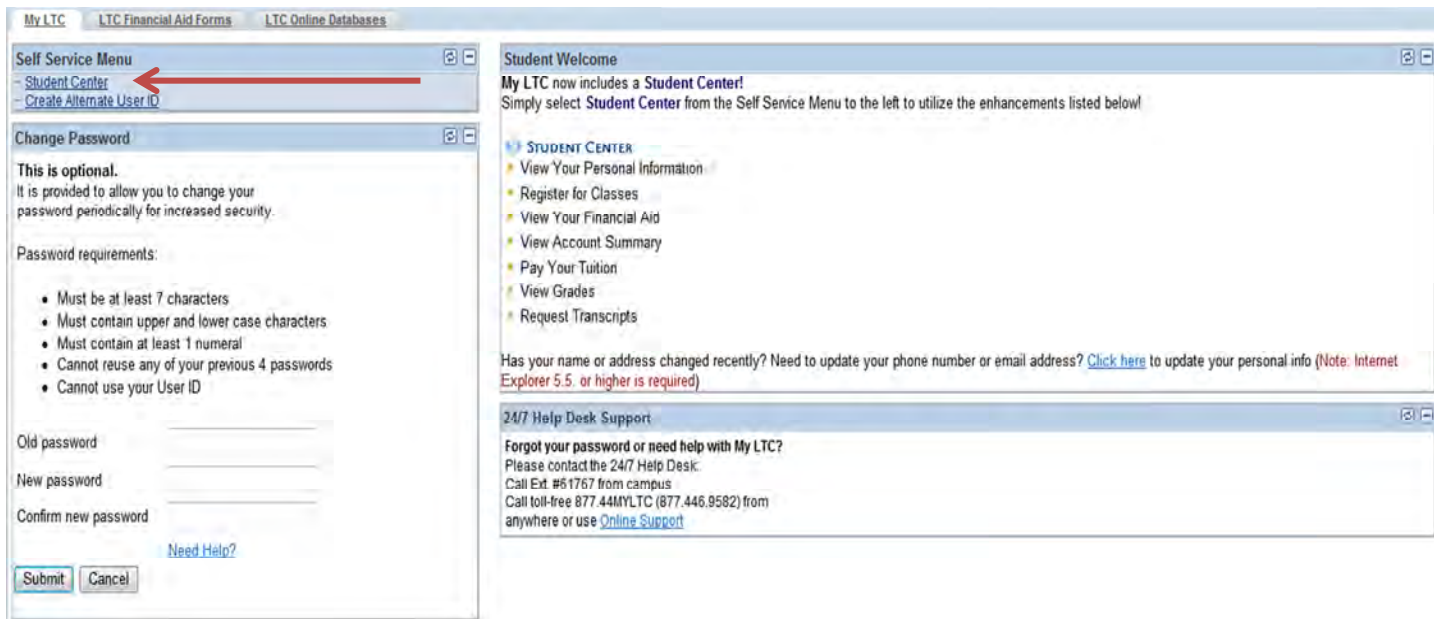 My LTC LTC Financial Aid Forms LTC Online Databases
Self Service Menu
Student Center
Create Alternate User ID
Change Password
This is optional.
It is provided to allow you to change your
password periodically for increased security.
Password requirements:
Must be at least 7 characters
Must contain upper and lower case characters
Must contain at least 1 numeral
Cannot reuse any of your previous 4 passwords
Cannot use your User ID
Old password
New password
Confirm new password
Need Help?
Submit Cancel
Student Welcome
My LTC now includes a Student Center!
Simply select Student Center from the Self Service Menu to the left to utilize the enhancements listed below!
STUDENT CENTER
View Your Personal Information
Register for Classes
View Your Financial Aid
View Account Summary
Pay Your Tuition
View Grades
Request Transcripts
Has your name or address changed recently? Need to update your phone number or email address? Click here to update your personal info (Note: Internet
Explorer 5.5. or higher is required)
24/7 Help Desk Support
Forgot your password or need help with My LTC?
Please contact the 24/7 Help Desk:
Call Ext. #61767 from campus
Call toll-free 877.44MYLTC (877.446.9582) from
anywhere or use Online Support